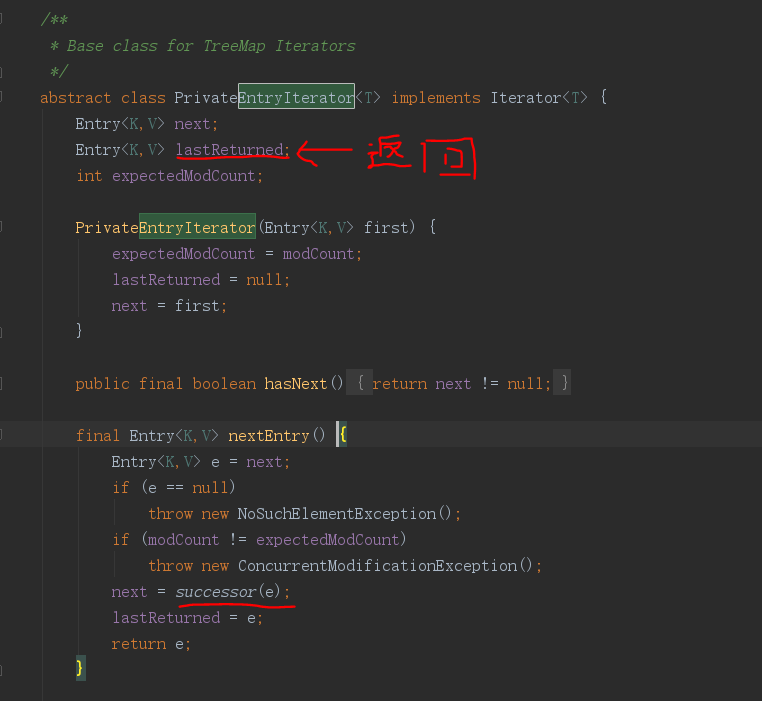 /**
* Base class for TreeMap Iterators
*/
abstract class PrivateEntryIterator<T> implements Iterator<T> {
Entry<K,V> next;
Entry<K,V> lastReturned; 返回
int expectedModCount;
PrivateEntryIterator(Entry<K,V> first) {
expectedModCount = modCount;
lastReturned = null;
next = first;
}
public final boolean hasNext() { return next != null; }
final Entry<K,V> nextEntry() {
Entry<K,V> e = next;
if (e == null)
throw new NoSuchElementException();
if (modCount != expectedModCount)
throw new ConcurrentModificationException();
next = successor(e);
lastReturned = e;
return e;
}